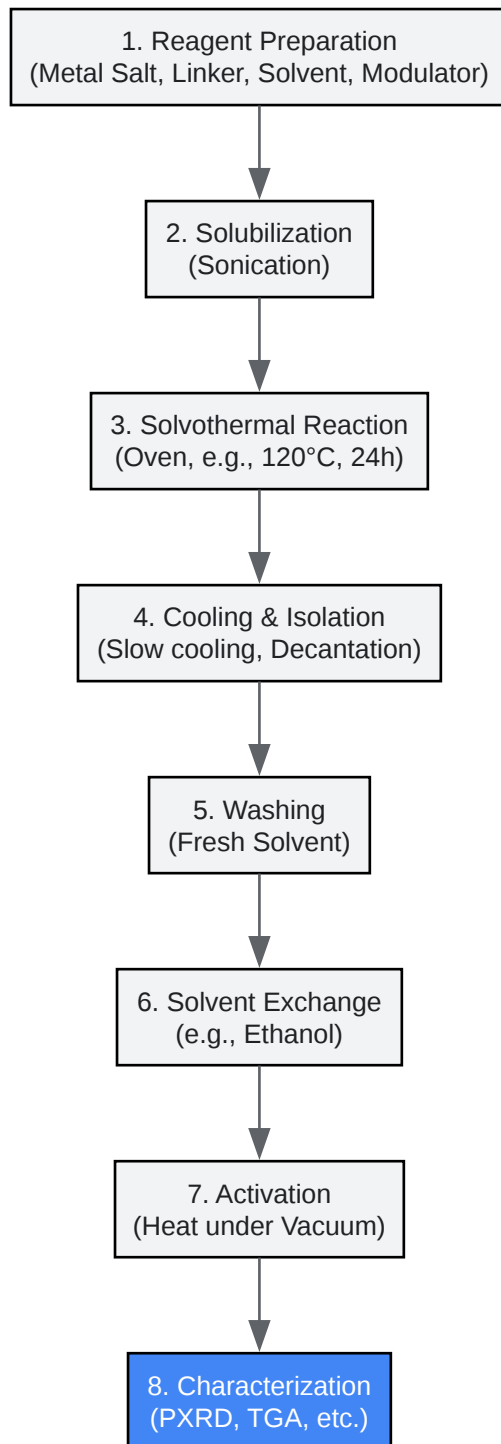 1. Reagent Preparation
(Metal Salt, Linker, Solvent, Modulator)
2. Solubilization
(Sonication)
3. Solvothermal Reaction
(Oven, e.g., 120°C, 24h)
4. Cooling & Isolation
(Slow cooling, Decantation)
5. Washing
(Fresh Solvent)
6. Solvent Exchange
(e.g., Ethanol)
7. Activation
(Heat under Vacuum)
8. Characterization
(PXRD, TGA, etc.)